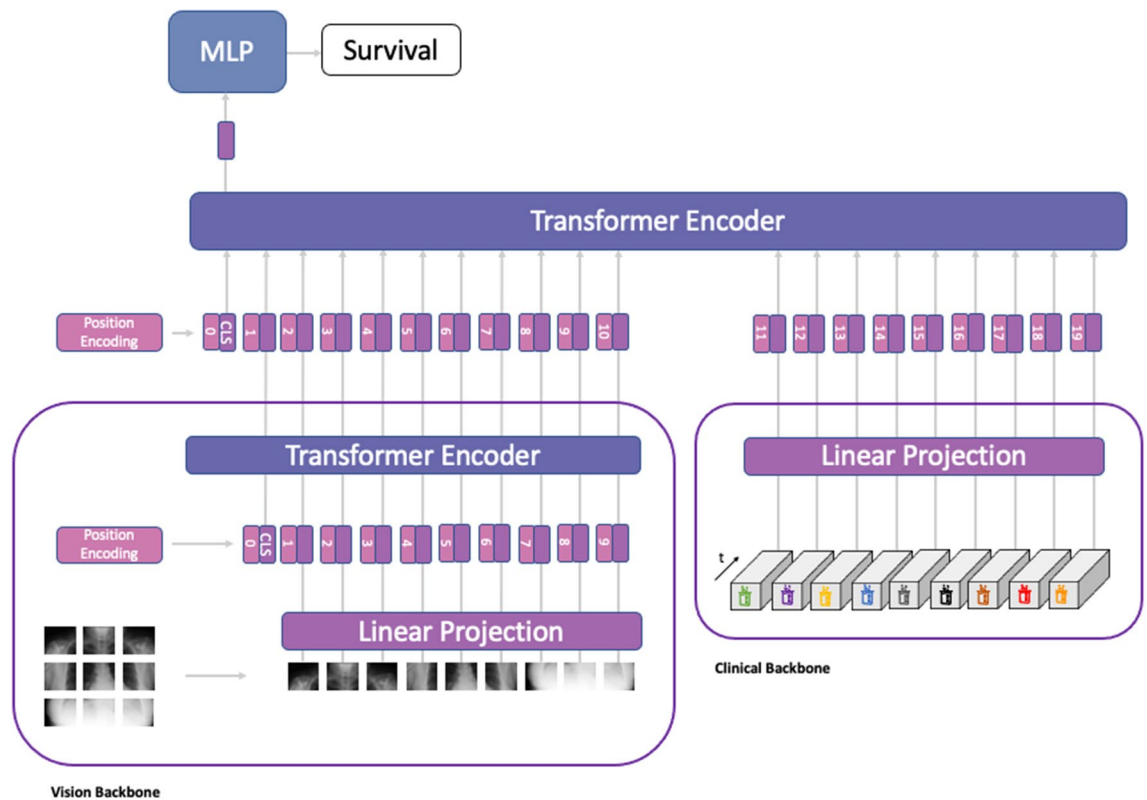 MLP
Survival
Transformer Encoder
Position
Encoding
0 CLS 1 2 3 4 5 6 7 8 9 10
11 12 13 14 15 16 17 18 19
Transformer Encoder
Linear Projection
Position
Encoding
0 CLS 1 2 3 4 5 6 7 8 9
t
Linear Projection
Clinical Backbone
Vision Backbone